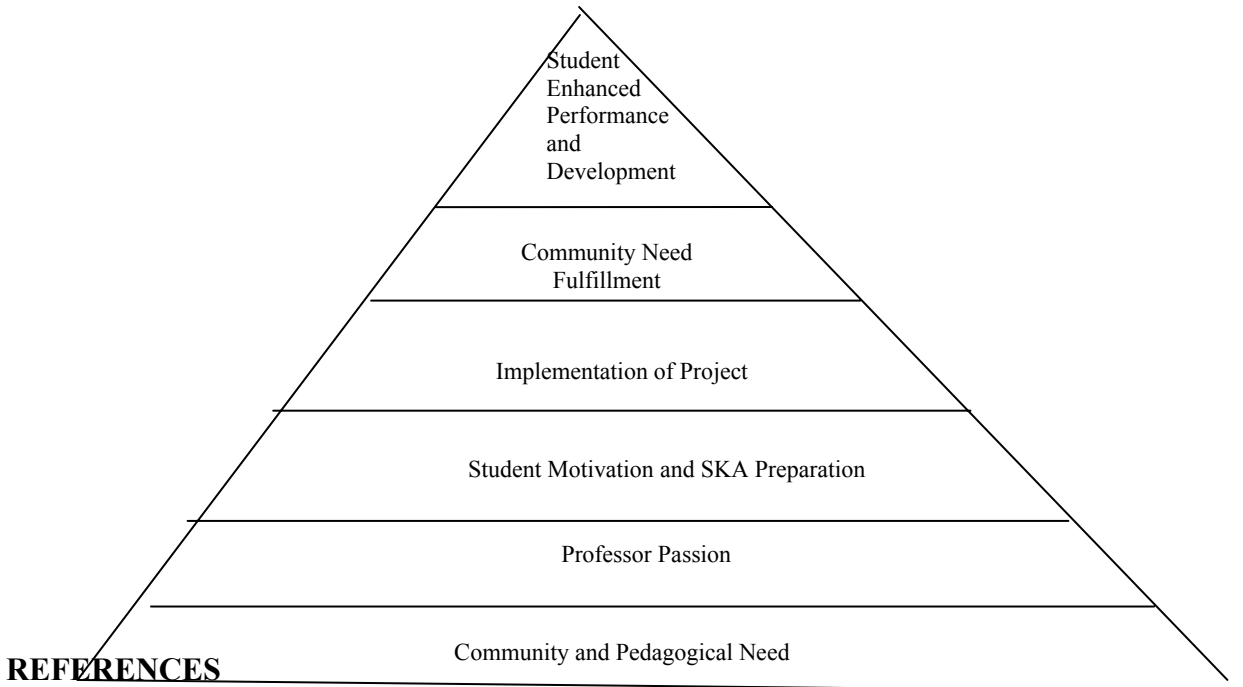 Student
Enhanced
Performance
and
Development
Community Need
Fulfillment
Implementation of Project
Student Motivation and SKA Preparation
Professor Passion
Community and Pedagogical Need
REFERENCES